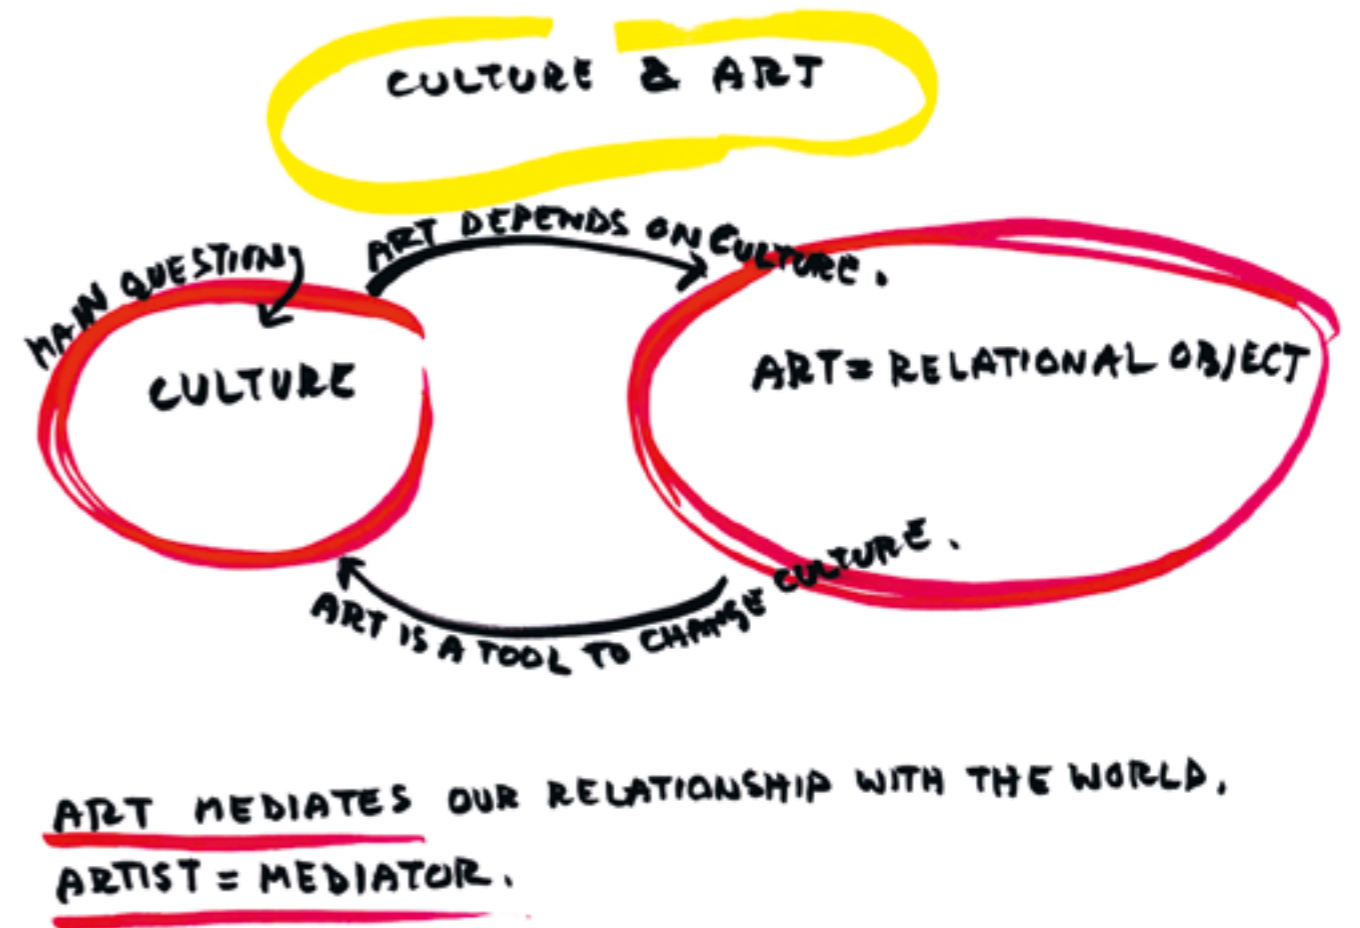 CULTURE & ART
ART DEPENDS ON CULTURE.
MAIN QUESTION
CULTURE
ART = RELATIONAL OBJECT
ART IS A TOOL TO CHANGE CULTURE.
ART MEDIATES OUR RELATIONSHIP WITH THE WORLD.
ARTIST = MEDIATOR.